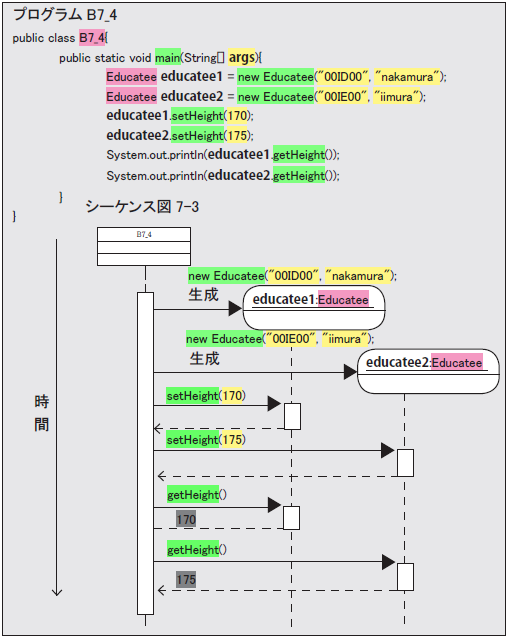 プログラム B7_4
public class B7_4{
public static void main(String[] args){
Educatee educatee1 = new Educatee("00ID00", "nakamura");
Educatee educatee2 = new Educatee("00IE00", "iimura");
educatee1.setHeight(170);
educatee2.setHeight(175);
System.out.println(educatee1.getHeight());
System.out.println(educatee2.getHeight());
}
}
シーケンス図 7-3
B7_4
new Educatee("00ID00", "nakamura");
生成
educatee1:Educatee
new Educatee("00IE00", "iimura");
生成
educatee2:Educatee
時間
setHeight(170)
setHeight(175)
getHeight()
170
getHeight()
175